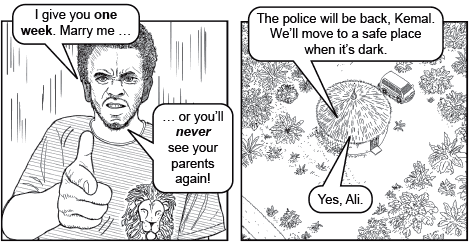 I give you one
week. Marry me …
… or you’ll
never
see your
parents
again!
The police will be back, Kemal.
We’ll move to a safe place
when it’s dark.
Yes, Ali.